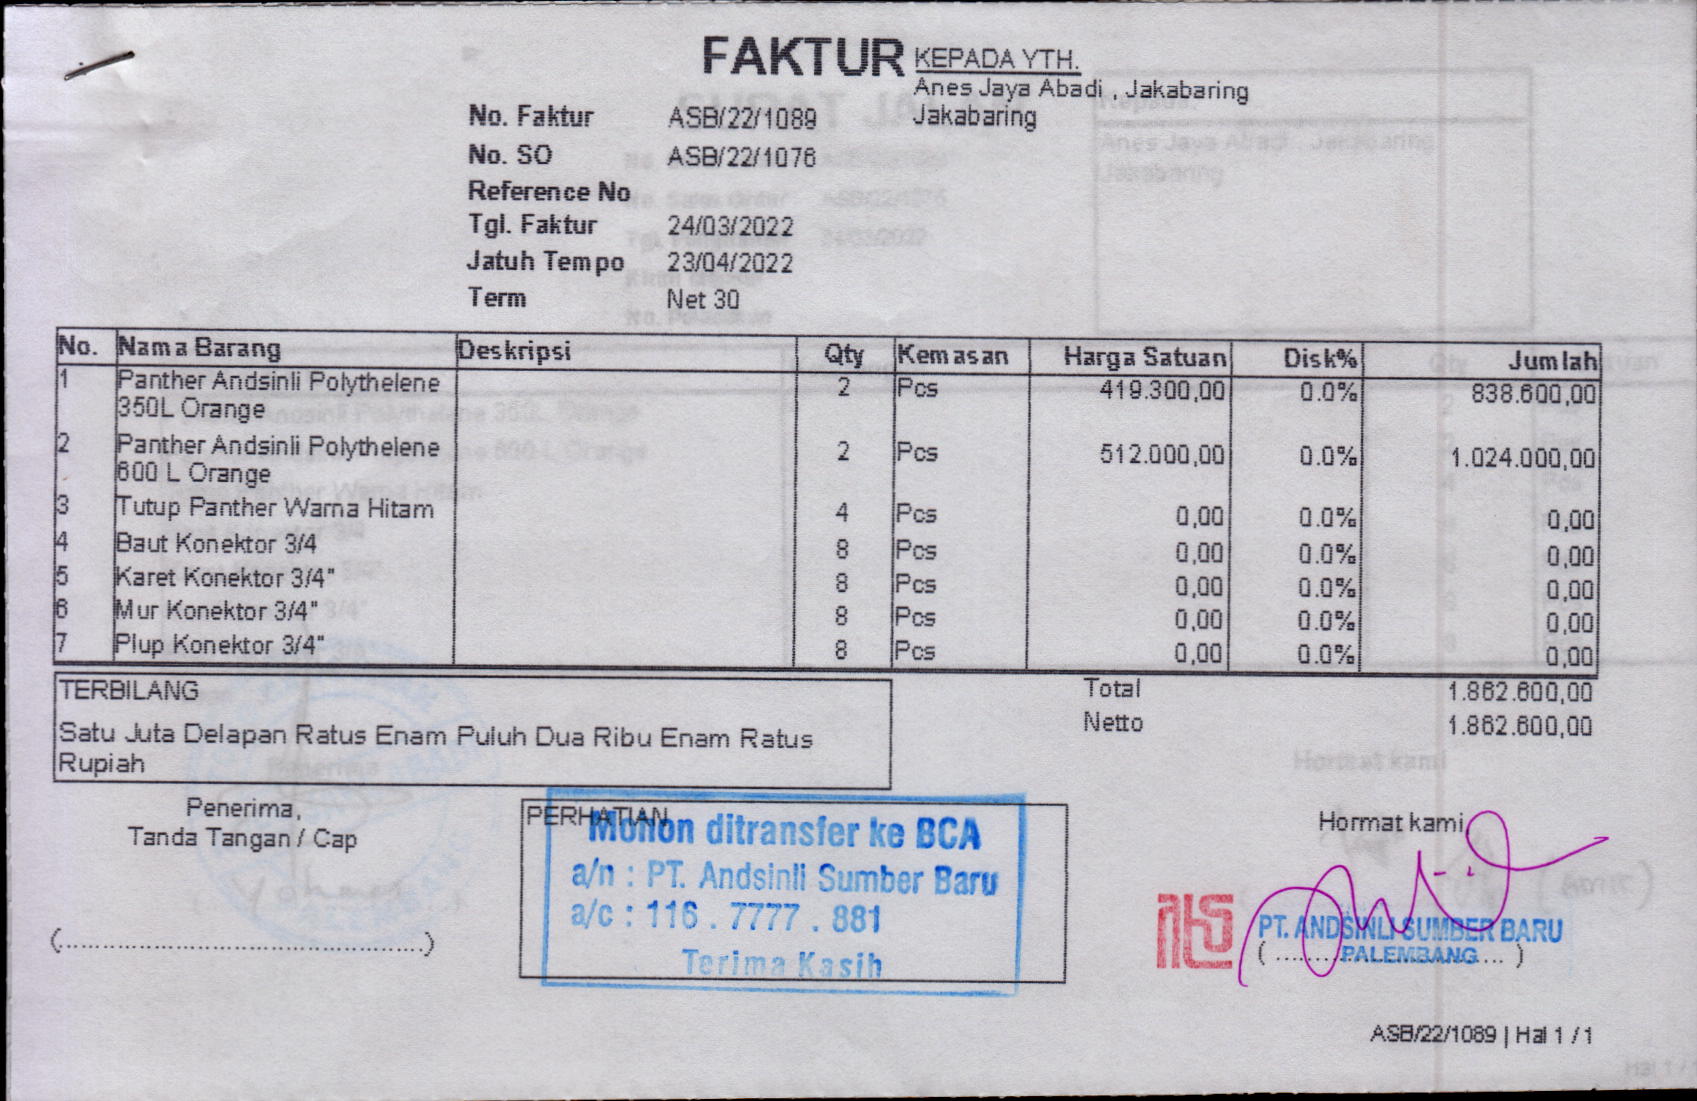 FAKTUR
KEPADA YTH.
Anes Jaya Abadi , Jakabaring
Jakabaring
No. Faktur ASB/22/1089
No. SO ASB/22/1076
Reference No
Tgl. Faktur 24/03/2022
Jatuh Tempo 23/04/2022
Term Net 30
No. Nama Barang Deskripsi Qty Kemasan Harga Satuan Disk% Jumlah
1 Panther Andsinli Polythelene 2 Pcs 419.300,00 0.0% 838.600,00
350L Orange
2 Panther Andsinli Polythelene 2 Pcs 512.000,00 0.0% 1.024.000,00
600 L Orange
3 Tutup Panther Warna Hitam 4 Pcs 0,00 0.0% 0,00
4 Baut Konektor 3/4 8 Pcs 0,00 0.0% 0,00
5 Karet Konektor 3/4" 8 Pcs 0,00 0.0% 0,00
6 Mur Konektor 3/4" 8 Pcs 0,00 0.0% 0,00
7 Plup Konektor 3/4" 8 Pcs 0,00 0.0% 0,00
TERBILANG
Satu Juta Delapan Ratus Enam Puluh Dua Ribu Enam Ratus
Rupiah
Total 1.862.600,00
Netto 1.862.600,00
Penerima,
Tanda Tangan / Cap
(................................................)
PERHATIAN
Mohon ditransfer ke BCA
a/n : PT. Andsinli Sumber Baru
a/c : 116 . 7777 . 881
Terima Kasih
Hormat kami,
PT. ANDSINLI SUMBER BARU
PALEMBANG
ASB/22/1089 | Hal 1 / 1